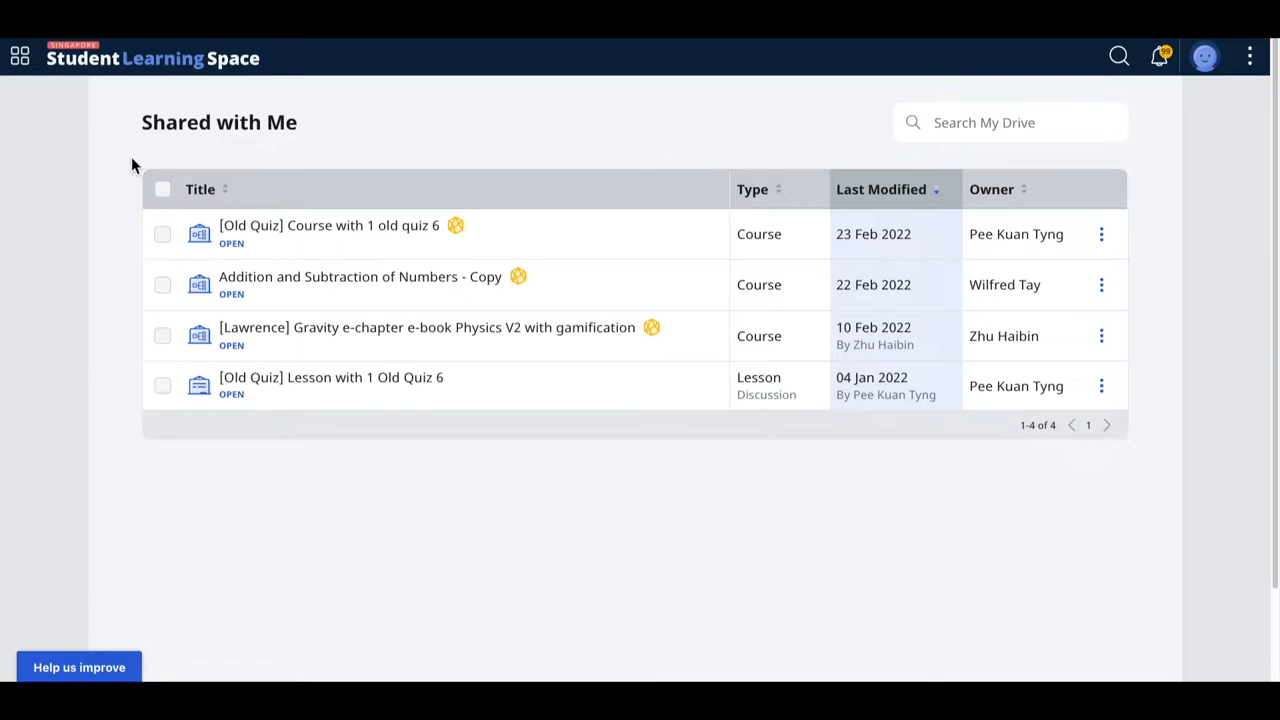 SINGAPORE
Student Learning Space
99
Shared with Me
Search My Drive
Title
Type
Last Modified
Owner
[Old Quiz] Course with 1 old quiz 6
OPEN
Course
23 Feb 2022
Pee Kuan Tyng
Addition and Subtraction of Numbers - Copy
OPEN
Course
22 Feb 2022
Wilfred Tay
[Lawrence] Gravity e-chapter e-book Physics V2 with gamification
OPEN
Course
10 Feb 2022
By Zhu Haibin
Zhu Haibin
[Old Quiz] Lesson with 1 Old Quiz 6
OPEN
Lesson
Discussion
04 Jan 2022
By Pee Kuan Tyng
Pee Kuan Tyng
1-4 of 4
1
Help us improve